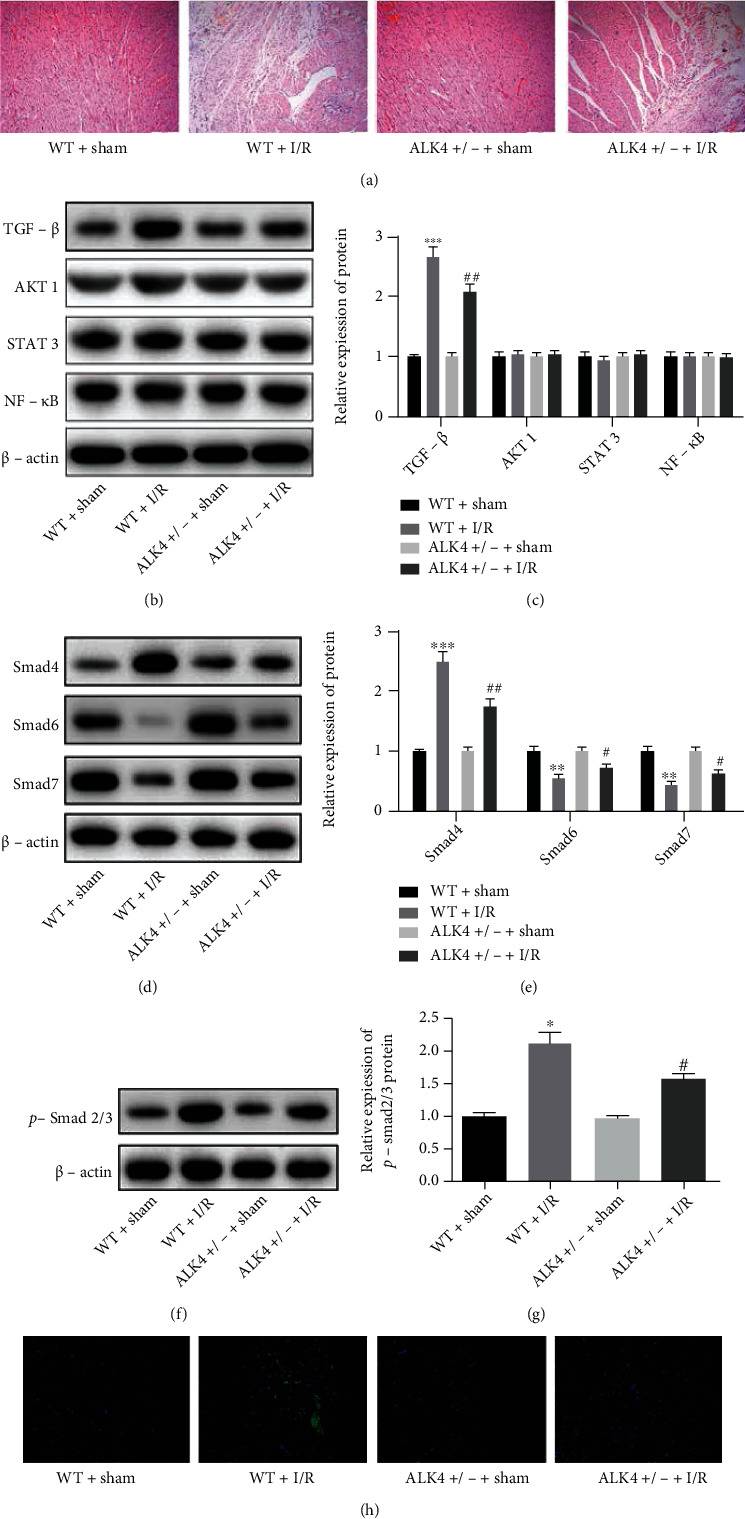 WT + sham
WT + I/R
ALK4 +/ – + sham
ALK4 +/ – + I/R
(a)
TGF – β
AKT 1
STAT 3
NF – κB
β – actin
WT + sham
WT + I/R
ALK4 +/ – + sham
ALK4 +/ – + I/R
(b)
Relative expiession of protein
3
2
1
0
***
##
TGF – β
AKT 1
STAT 3
NF – κB
WT + sham
WT + I/R
ALK4 +/ – + sham
ALK4 +/ – + I/R
(c)
Smad4
Smad6
Smad7
β – actin
WT + sham
WT + I/R
ALK4 +/ – + sham
ALK4 +/ – + I/R
(d)
Relative expiession of protein
3
2
1
0
***
##
**
#
**
#
Smad4
Smad6
Smad7
WT + sham
WT + I/R
ALK4 +/ – + sham
ALK4 +/ – + I/R
(e)
p– Smad 2/3
β – actin
WT + sham
WT + I/R
ALK4 +/ – + sham
ALK4 +/ – + I/R
(f)
Relative expiession of
p – smad2/3 protein
2.5
2.0
1.5
1.0
0.5
0.0
*
#
WT + sham
WT + I/R
ALK4 +/ – + sham
ALK4 +/ – + I/R
(g)
WT + sham
WT + I/R
ALK4 +/ – + sham
ALK4 +/ – + I/R
(h)